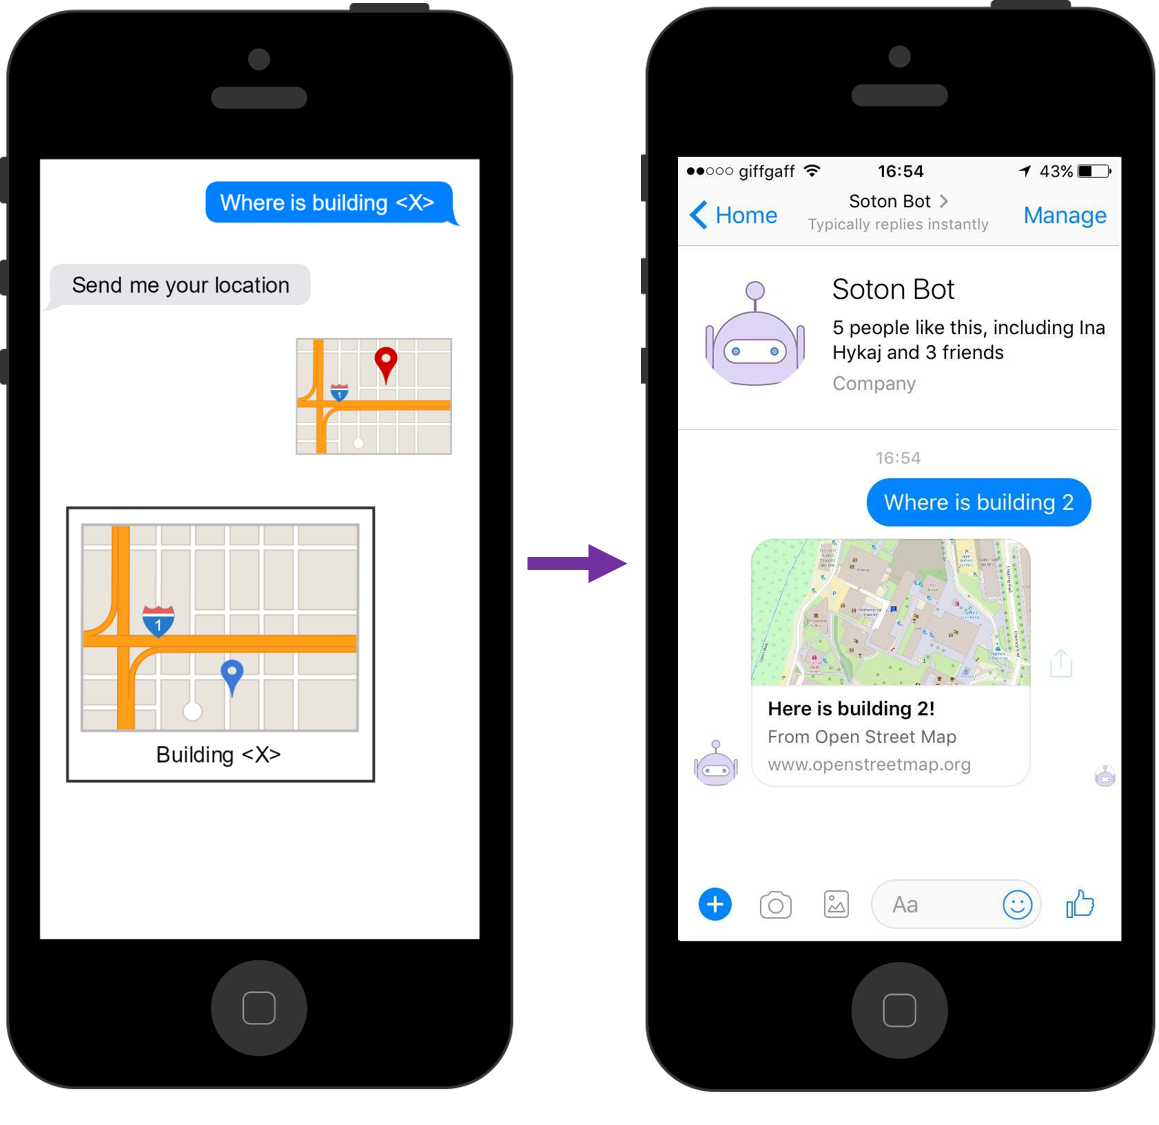 Where is building <X>
Send me your location
1
1
Building <X>
giffgaff 16:54 43%
Home Soton Bot Manage
Typically replies instantly
Soton Bot
5 people like this, including Ina
Hykaj and 3 friends
Company
16:54
Where is building 2
Here is building 2!
From Open Street Map
www.openstreetmap.org
Aa